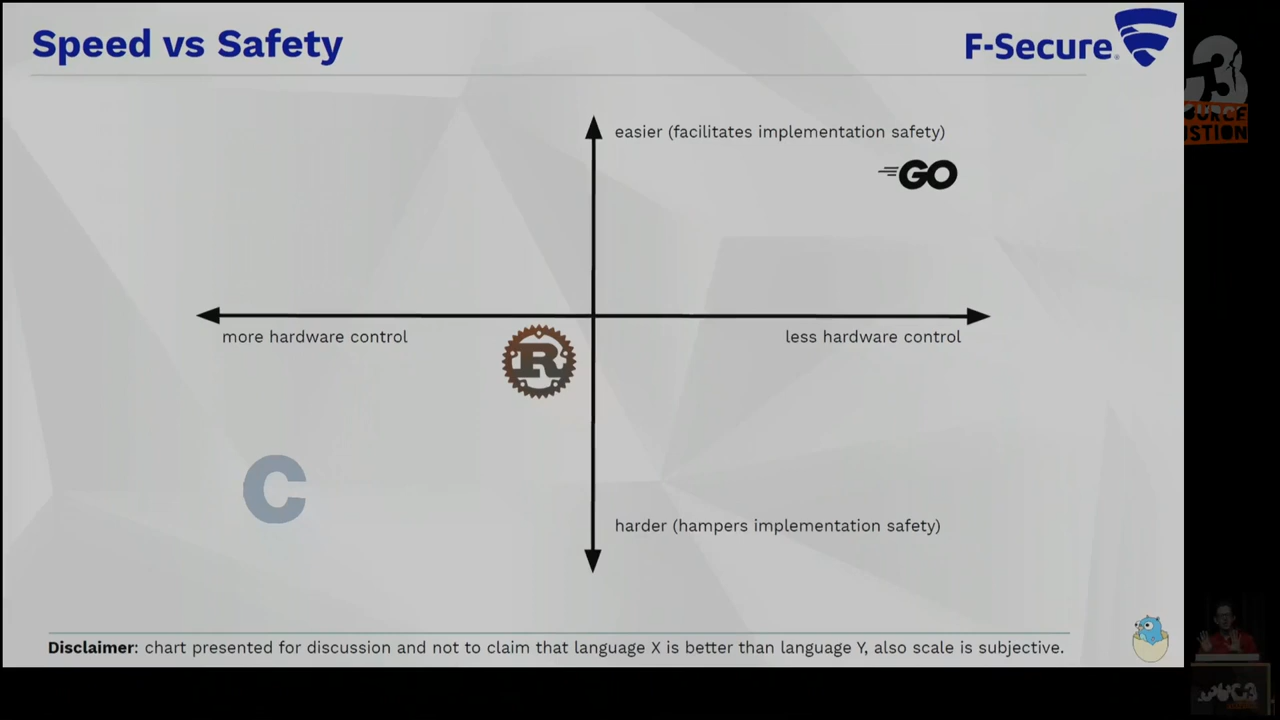 Speed vs Safety
F-Secure
easier (facilitates implementation safety)
GO
more hardware control
less hardware control
R
C
harder (hampers implementation safety)
Disclaimer: chart presented for discussion and not to claim that language X is better than language Y, also scale is subjective.